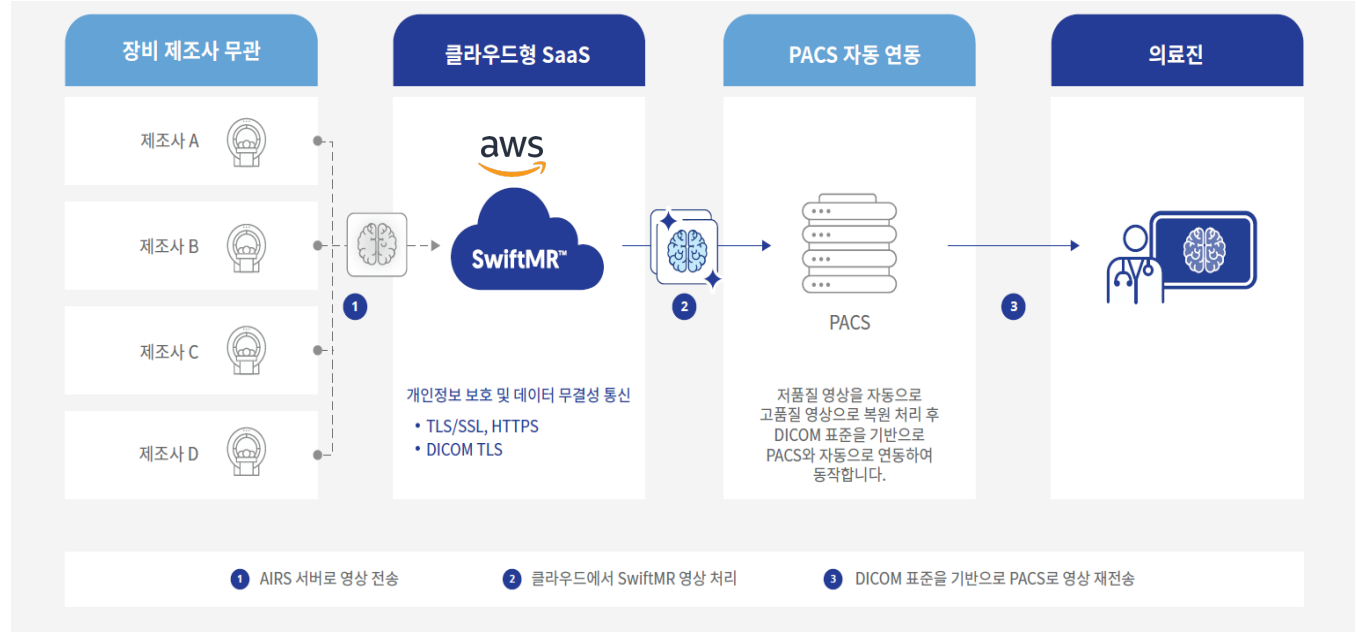 장비 제조사 무관
클라우드형 SaaS
PACS 자동 연동
의료진
제조사 A
제조사 B
제조사 C
제조사 D
1
aws
SwiftMR™
개인정보 보호 및 데이터 무결성 통신
• TLS/SSL, HTTPS
• DICOM TLS
2
PACS
저품질 영상을 자동으로
고품질 영상으로 복원 처리 후
DICOM 표준을 기반으로
PACS와 자동으로 연동하여
동작합니다.
3
1 AIRS 서버로 영상 전송
2 클라우드에서 SwiftMR 영상 처리
3 DICOM 표준을 기반으로 PACS로 영상 재전송